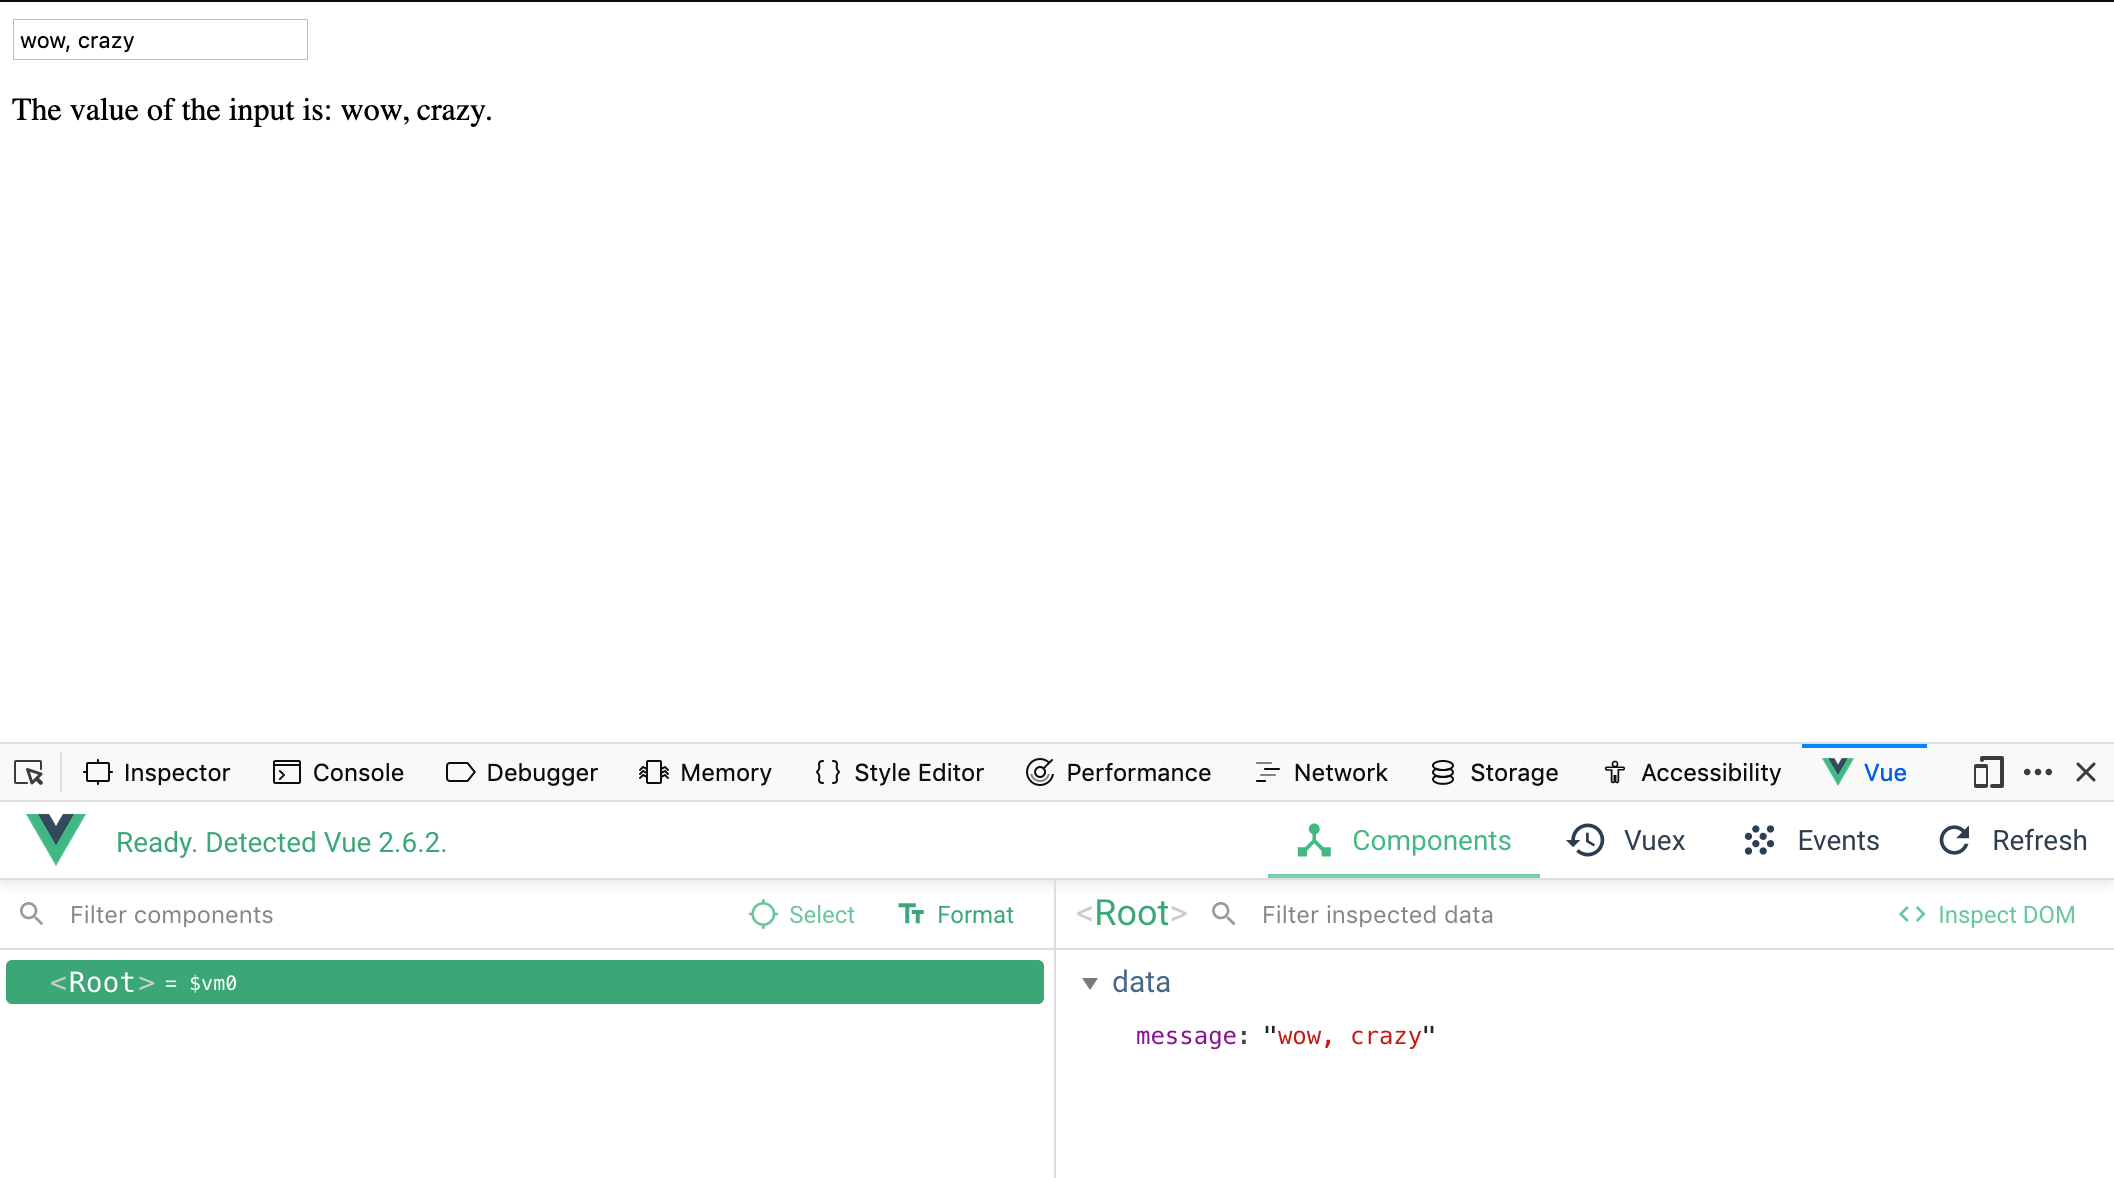 wow, crazy
The value of the input is: wow, crazy.
Inspector Console Debugger Memory { } Style Editor Performance Network Storage Accessibility Vue
Ready. Detected Vue 2.6.2. Components Vuex Events Refresh
Filter components Select Tт Format <Root> Filter inspected data <> Inspect DOM
<Root> = $vm0
data
message: "wow, crazy"